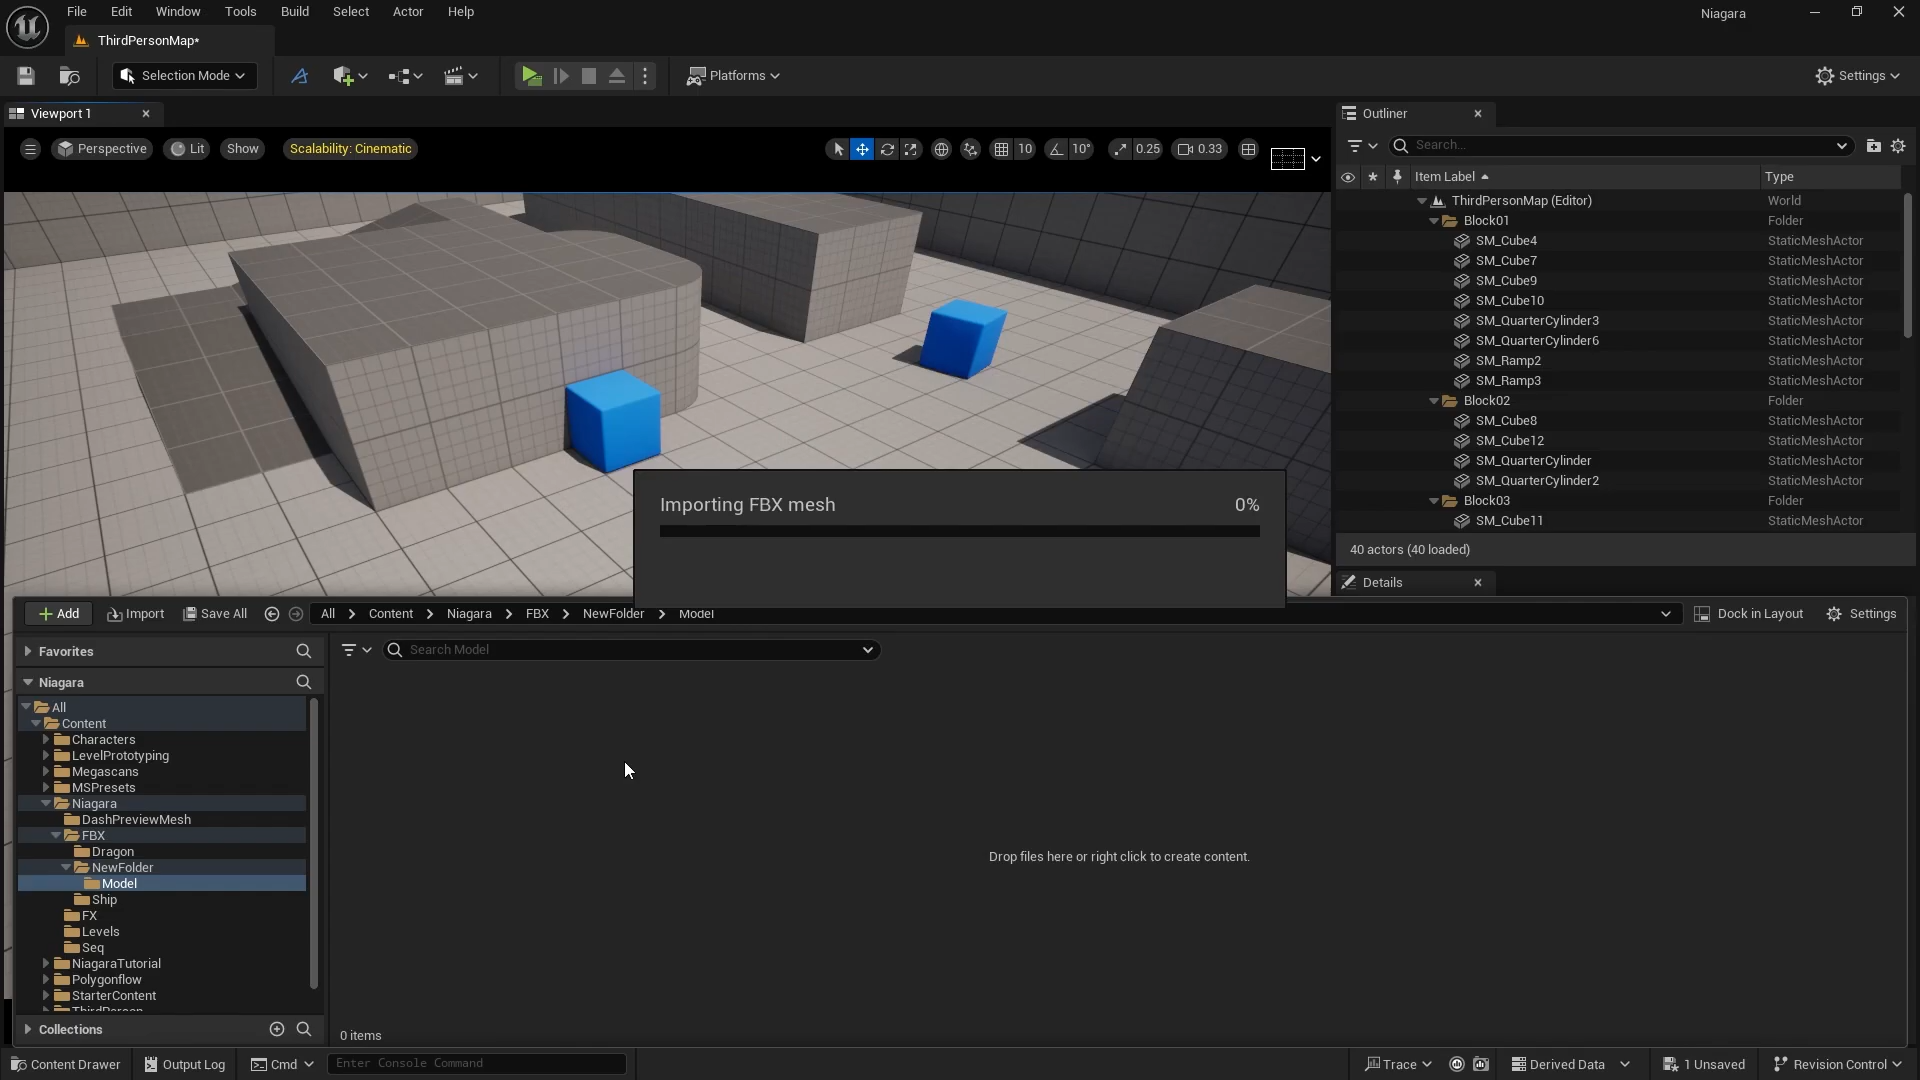 File Edit Window Tools Build Select Actor Help
Niagara
ThirdPersonMap*
Selection Mode
Platforms
Settings
Viewport 1
Outliner
Perspective Lit Show Scalability: Cinematic 10 10° 0.25 0.33
Search...
Item Label Type
ThirdPersonMap (Editor) World
Block01 Folder
SM_Cube4 StaticMeshActor
SM_Cube7 StaticMeshActor
SM_Cube9 StaticMeshActor
SM_Cube10 StaticMeshActor
SM_QuarterCylinder3 StaticMeshActor
SM_QuarterCylinder6 StaticMeshActor
SM_Ramp2 StaticMeshActor
SM_Ramp3 StaticMeshActor
Block02 Folder
SM_Cube8 StaticMeshActor
SM_Cube12 StaticMeshActor
SM_QuarterCylinder StaticMeshActor
SM_QuarterCylinder2 StaticMeshActor
Block03 Folder
SM_Cube11 StaticMeshActor
40 actors (40 loaded)
Details
Importing FBX mesh 0%
Add Import Save All All Content Niagara FBX NewFolder Model Dock in Layout Settings
Favorites
Search Model
Niagara
All
Content
Characters
LevelPrototyping
Megascans
MSPresets
Niagara
DashPreviewMesh
FBX
Dragon
NewFolder
Model
Ship
FX
Levels
Seq
NiagaraTutorial
Polygonflow
StarterContent
ThirdPerson
Drop files here or right click to create content.
Collections
0 items
Content Drawer Output Log Cmd Enter Console Command Trace Derived Data 1 Unsaved Revision Control